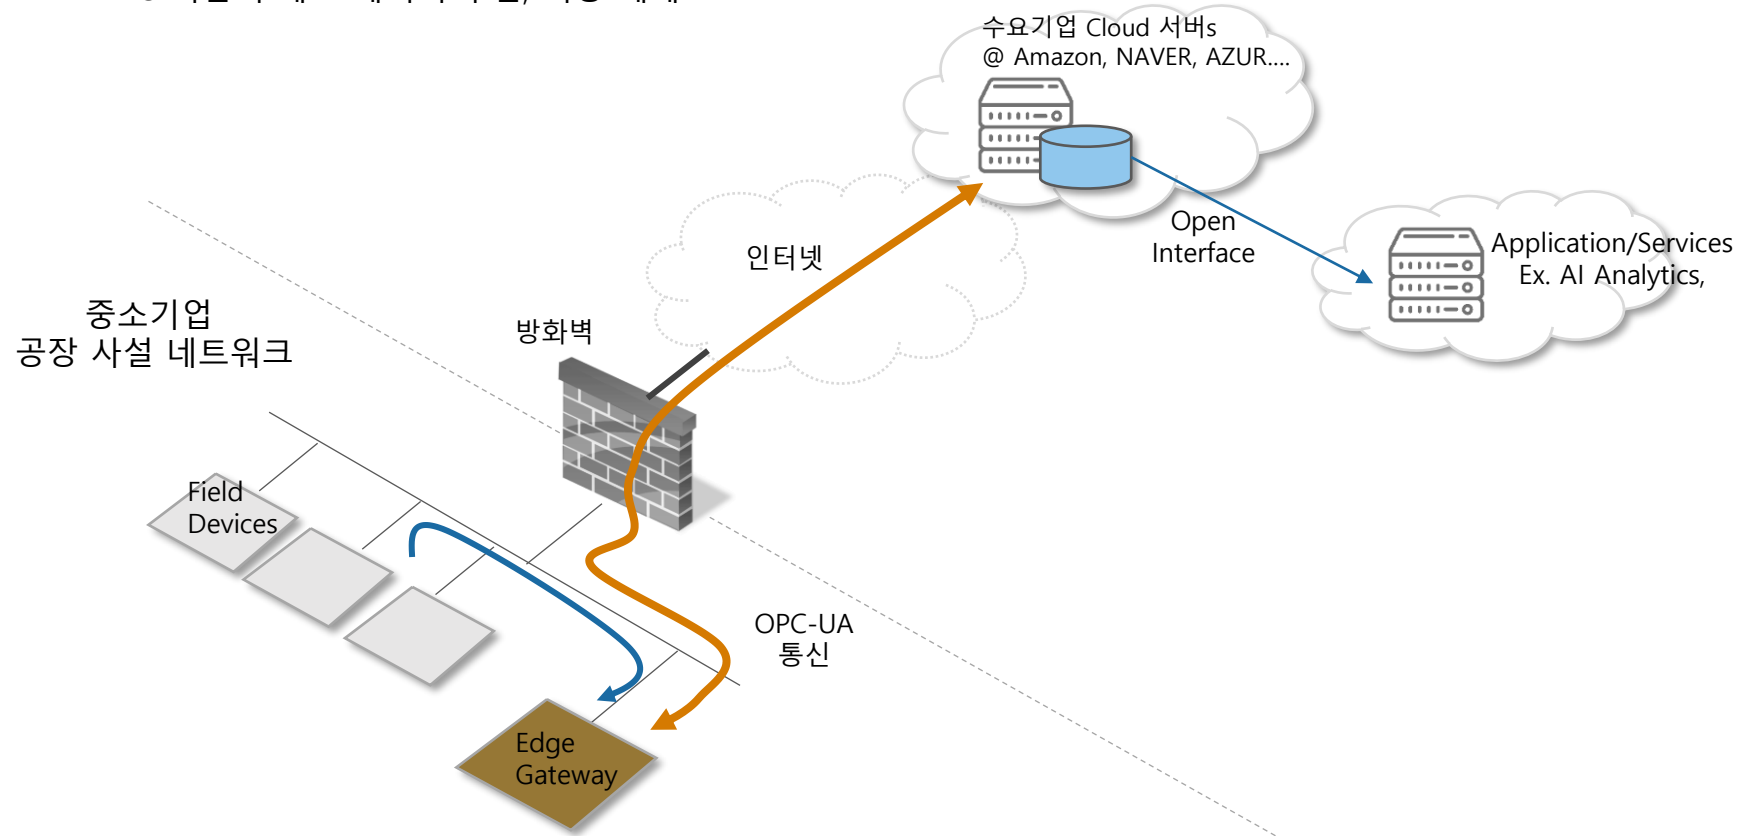 수요기업 Cloud 서버s
@ Amazon, NAVER, AZUR....
Open
Interface
Application/Services
Ex. AI Analytics,
인터넷
방화벽
중소기업
공장 사설 네트워크
Field
Devices
OPC-UA
통신
Edge
Gateway